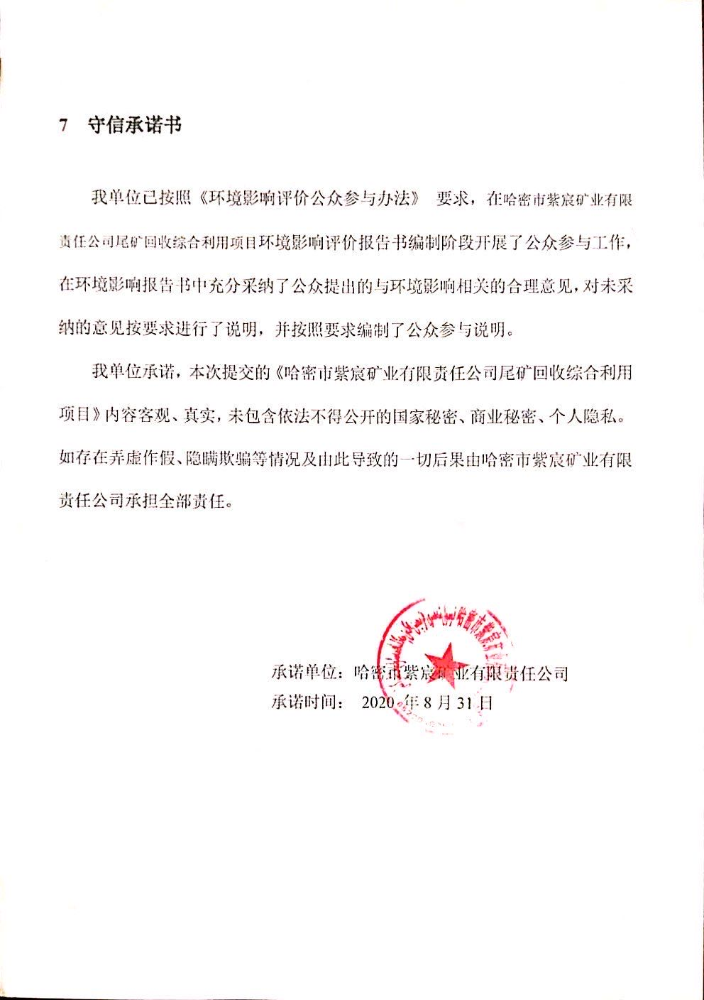 7 守信承诺书
我单位已按照《环境影响评价公众参与办法》 要求，在哈密市紫宸矿业有限
责任公司尾矿回收综合利用项目环境影响评价报告书编制阶段开展了公众参与工作，
在环境影响报告书中充分采纳了公众提出的与环境影响相关的合理意见，对未采
纳的意见按要求进行了说明，并按照要求编制了公众参与说明。
我单位承诺，本次提交的《哈密市紫宸矿业有限责任公司尾矿回收综合利用
项目》内容客观、真实，未包含依法不得公开的国家秘密、商业秘密、个人隐私。
如存在弄虚作假、隐瞒欺骗等情况及由此导致的一切后果由哈密市紫宸矿业有限
责任公司承担全部责任。
哈密市紫宸矿业
承诺单位：哈密市紫宸矿业有限责任公司
承诺时间： 2020 年 8 月 31 日